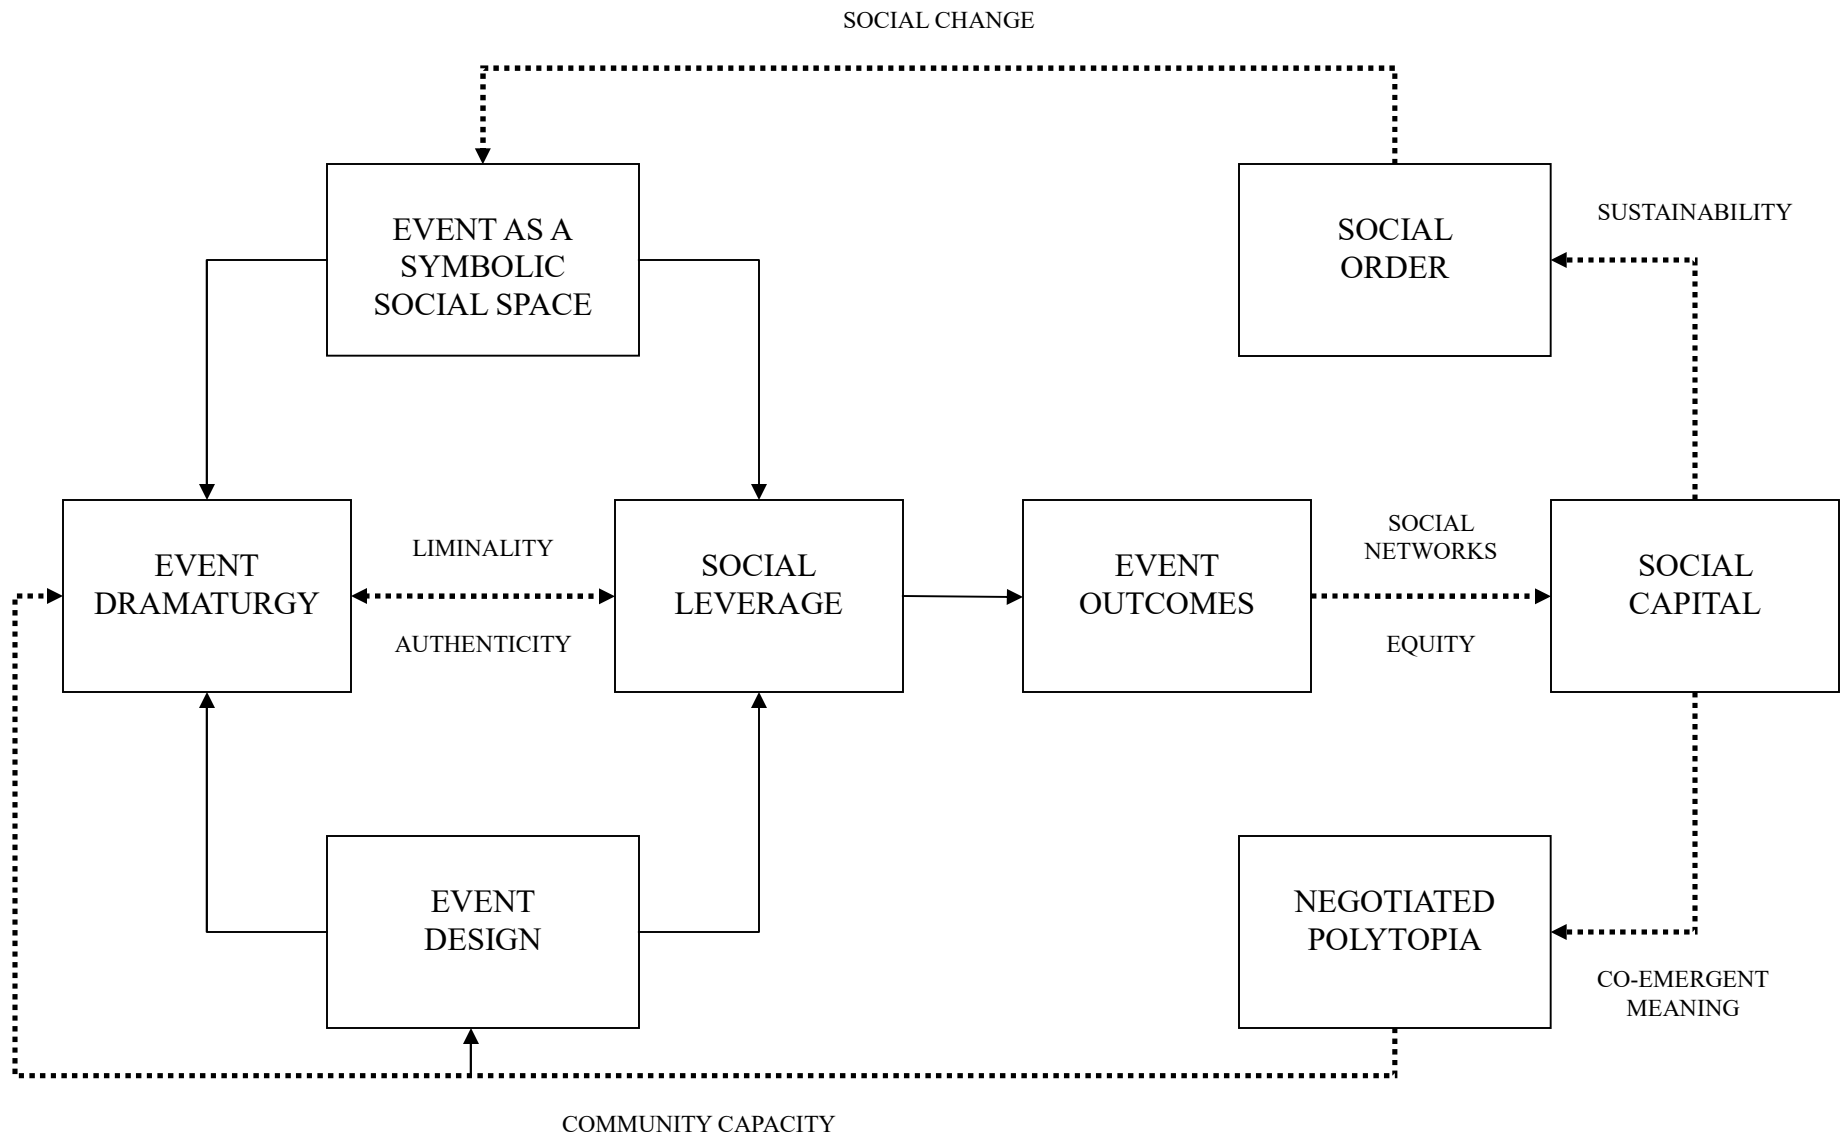 SOCIAL CHANGE
EVENT AS A
SYMBOLIC
SOCIAL SPACE
SOCIAL
ORDER
SUSTAINABILITY
EVENT
DRAMATURGY
LIMINALITY
AUTHENTICITY
SOCIAL
LEVERAGE
EVENT
OUTCOMES
SOCIAL
NETWORKS
EQUITY
SOCIAL
CAPITAL
EVENT
DESIGN
NEGOTIATED
POLYTOPIA
CO-EMERGENT
MEANING
COMMUNITY CAPACITY